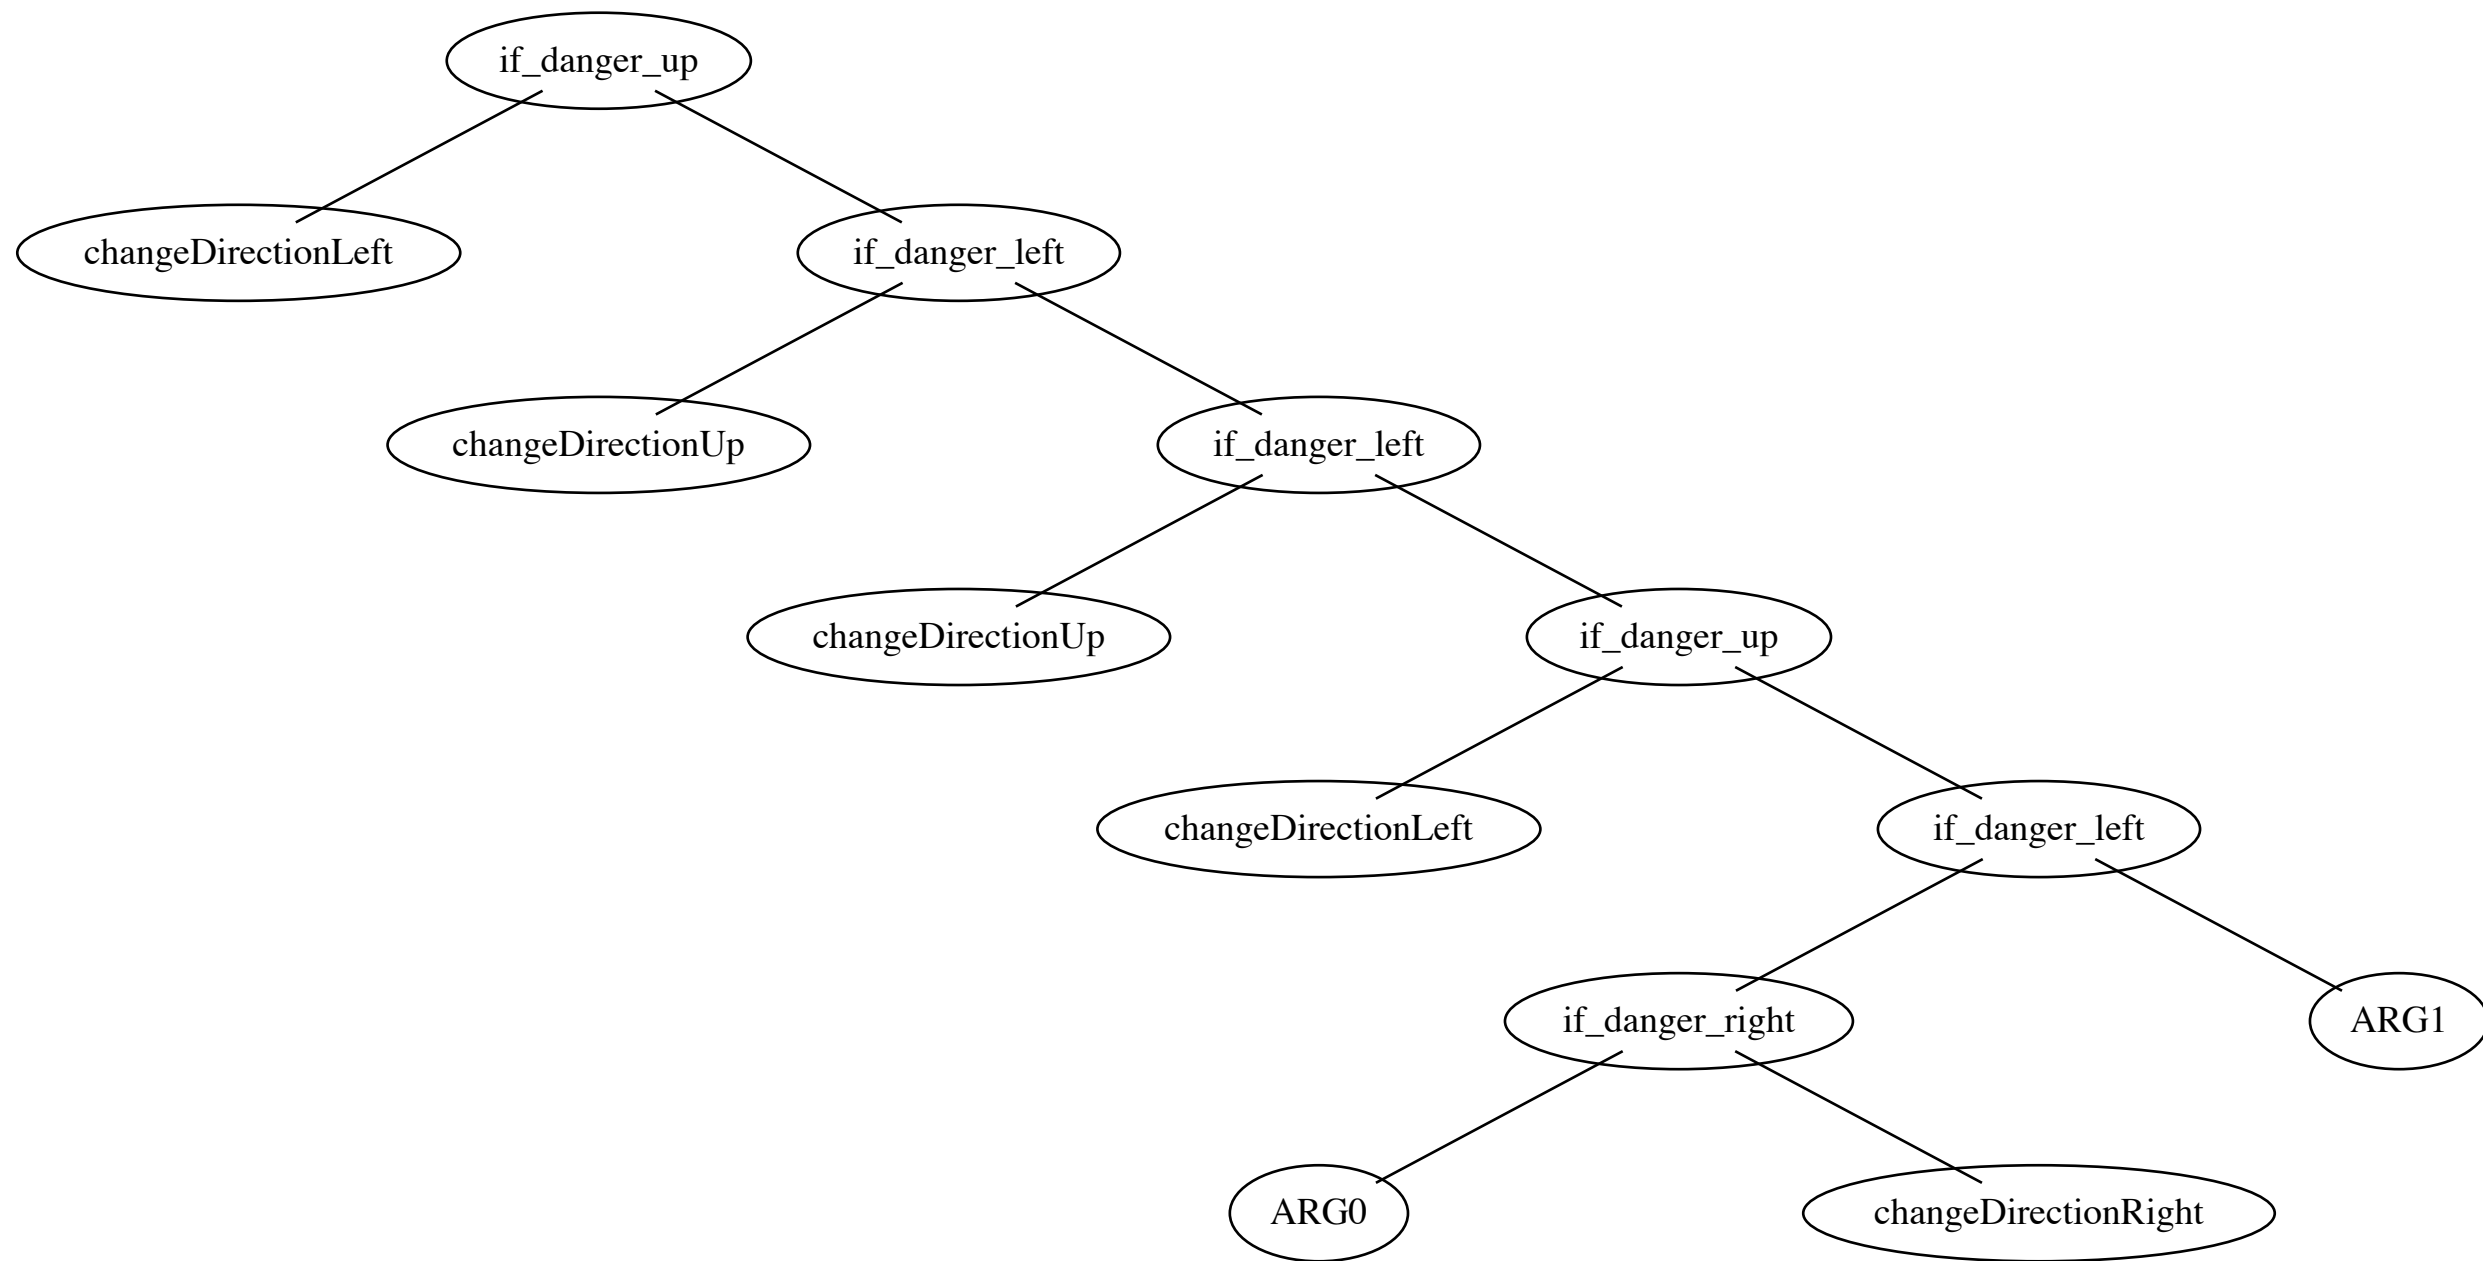 if_danger_up
changeDirectionLeft
if_danger_left
changeDirectionUp
if_danger_left
changeDirectionUp
if_danger_up
changeDirectionLeft
if_danger_left
if_danger_right
ARG1
ARG0
changeDirectionRight